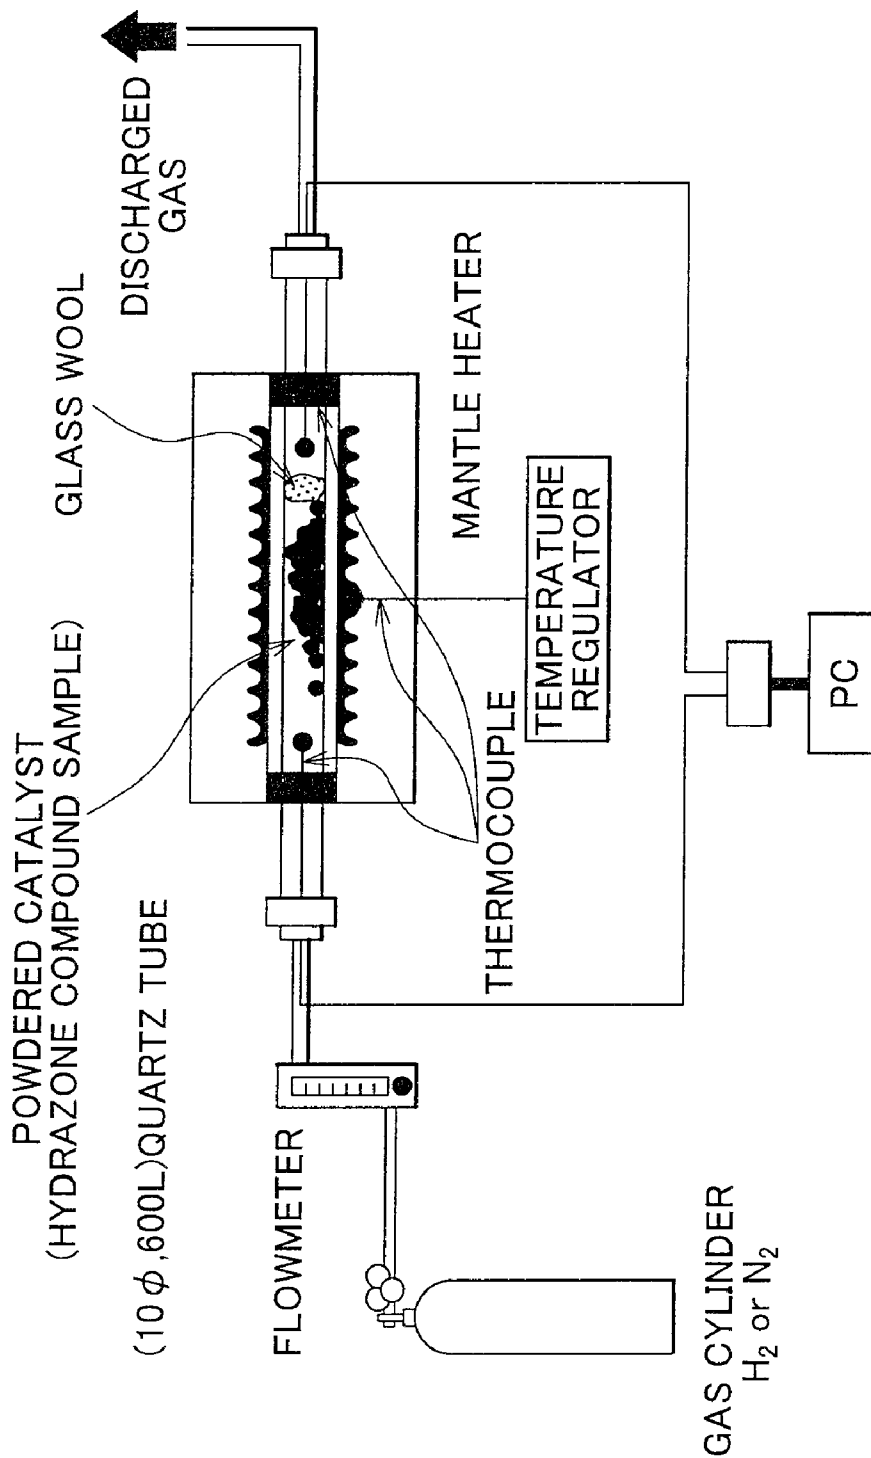 POWDERED CATALYST
(HYDRAZONE COMPOUND SAMPLE)
GLASS WOOL
DISCHARGED
GAS
(10φ,600L)QUARTZ TUBE
FLOWMETER
MANTLE HEATER
THERMOCOUPLE
TEMPERATURE
REGULATOR
GAS CYLINDER
H₂ or N₂
PC